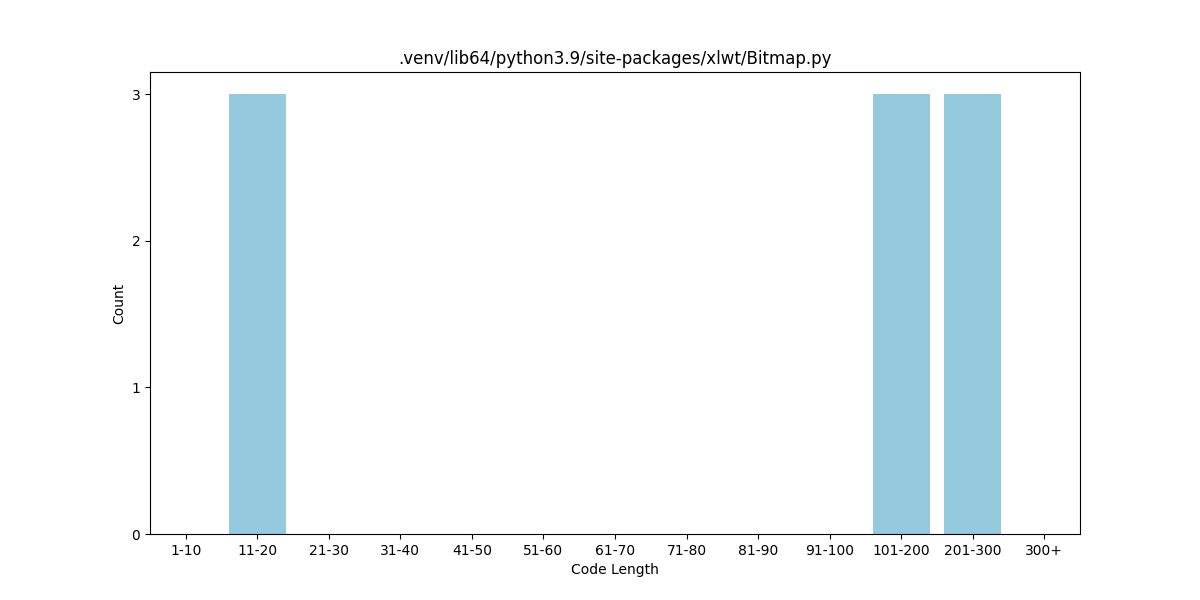 .venv/lib64/python3.9/site-packages/xlwt/Bitmap.py
3
2
1
0
Count
1-10 11-20 21-30 31-40 41-50 51-60 61-70 71-80 81-90 91-100 101-200 201-300 300+
Code Length